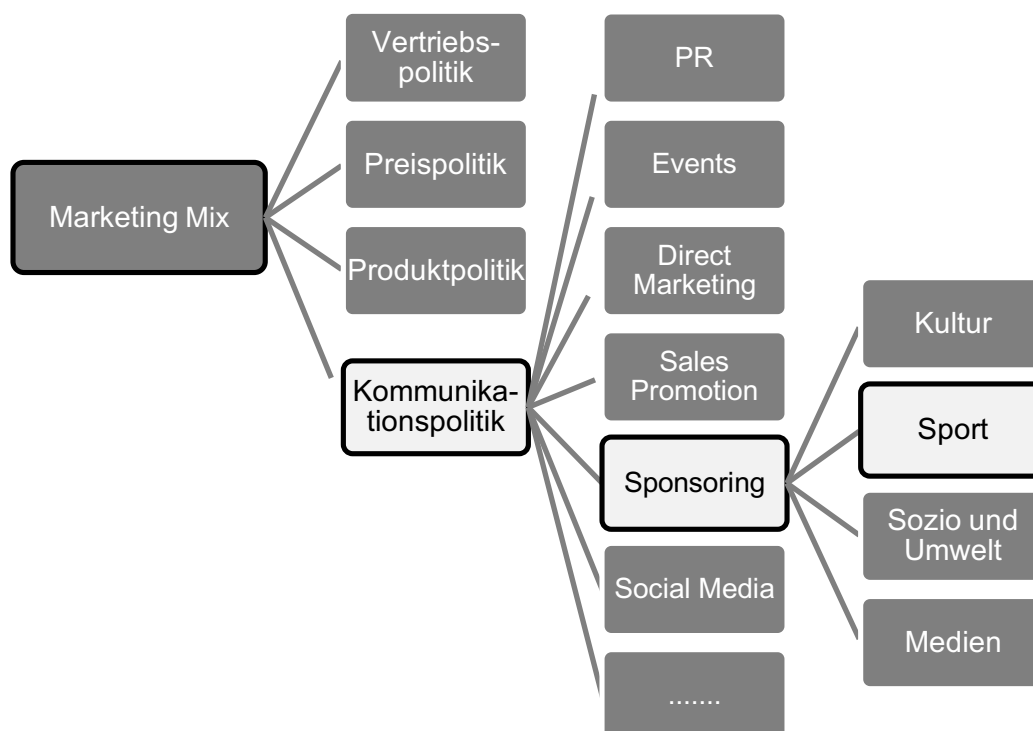 Marketing Mix
Vertriebs-
politik
Preispolitik
Produktpolitik
Kommunika-
tionspolitik
PR
Events
Direct
Marketing
Sales
Promotion
Sponsoring
Social Media
.......
Kultur
Sport
Sozio und
Umwelt
Medien